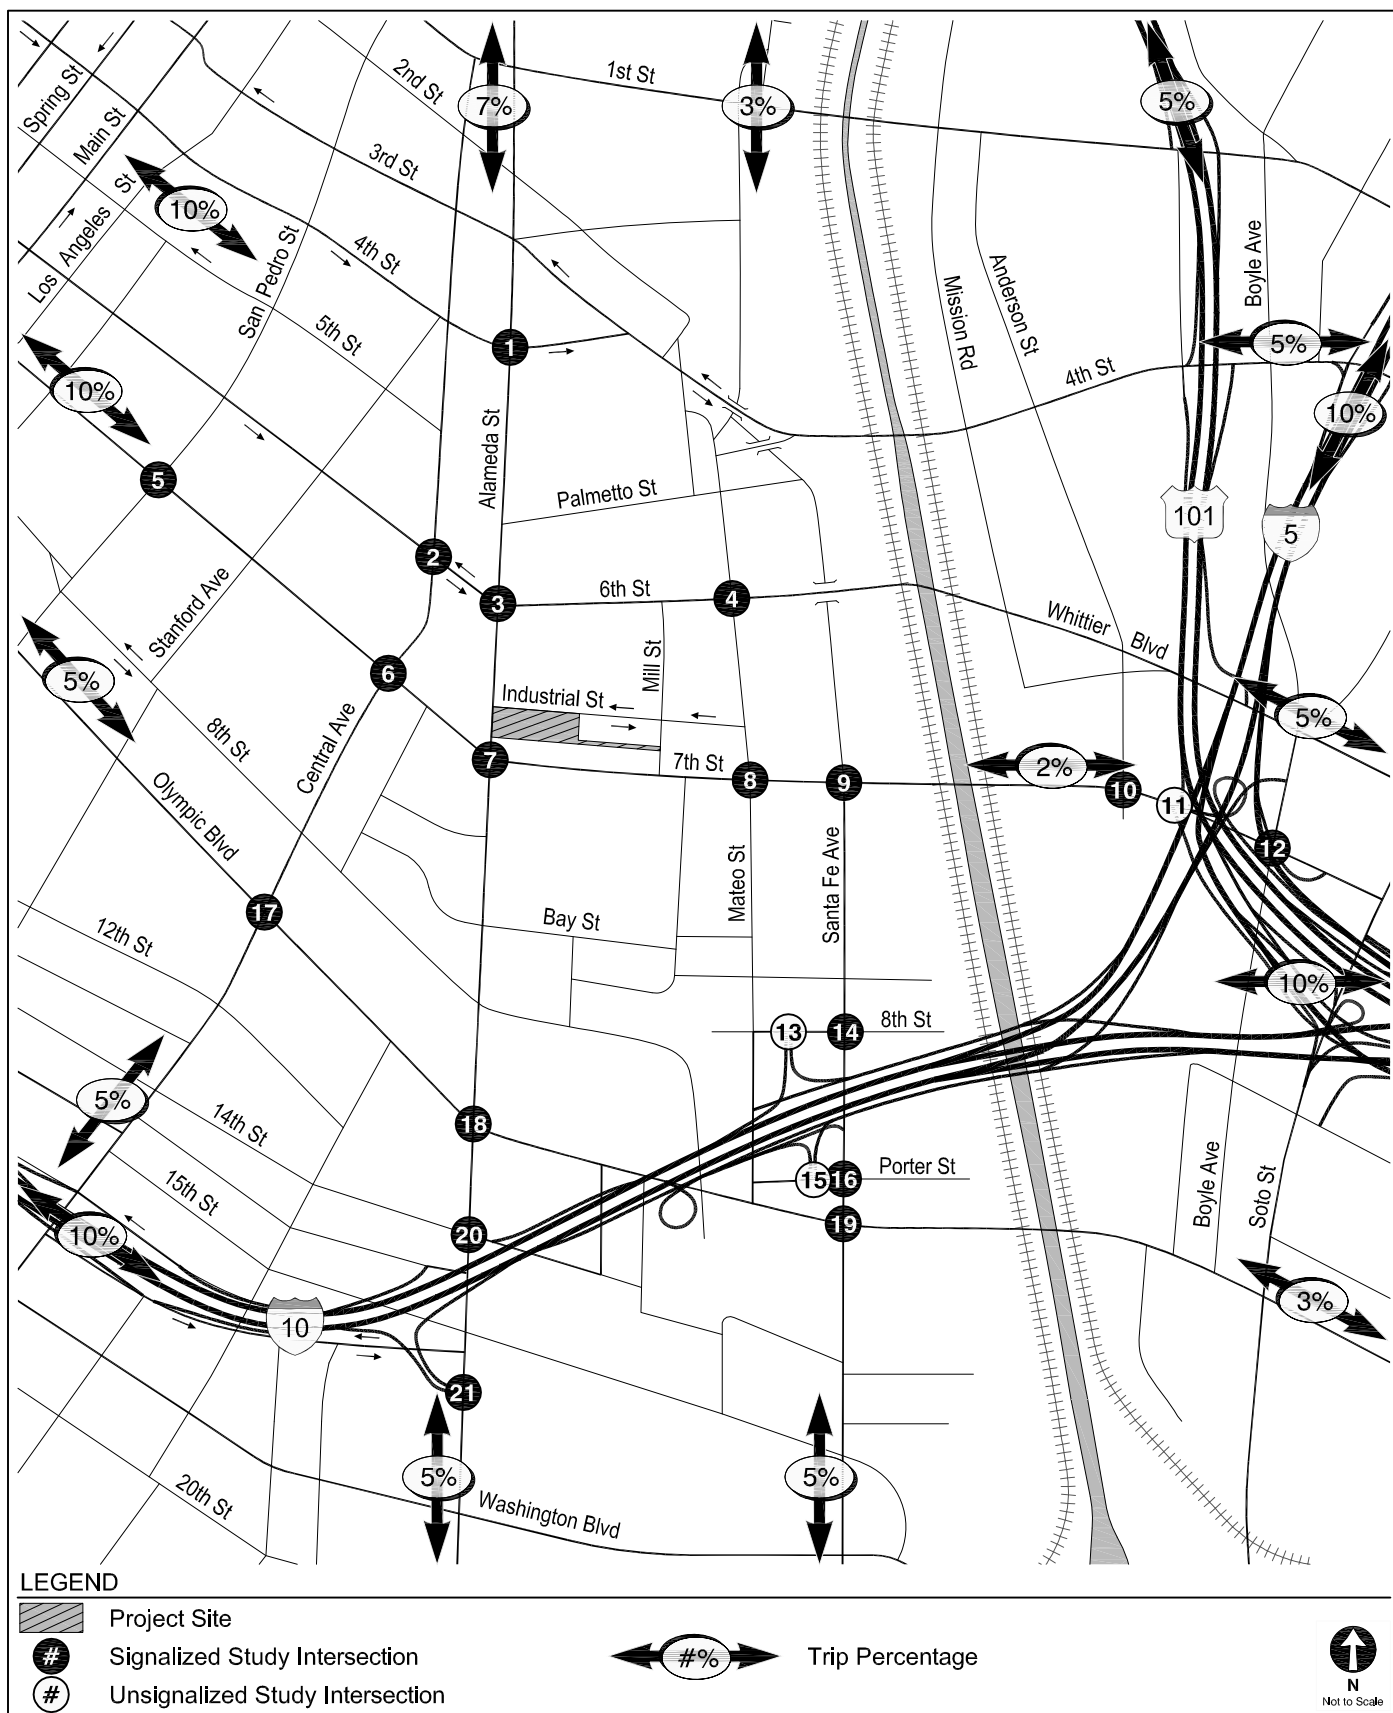 Spring St
Main St
Los Angeles St
San Pedro St
2nd St
1st St
3rd St
4th St
5th St
7%
3%
5%
10%
10%
5%
10%
Boyle Ave
Mission Rd
Anderson St
4th St
1
Alameda St
Palmetto St
5
2
3
6th St
4
101
5
Whittier Blvd
Stanford Ave
5%
8th St
6
Central Ave
Industrial St
Mill St
7
7th St
8
9
2%
10
11
12
5%
Olympic Blvd
17
12th St
Bay St
Mateo St
Santa Fe Ave
10%
13
14
8th St
5%
14th St
15th St
18
15
16
Porter St
19
Boyle Ave
Soto St
20
10%
10
3%
21
5%
5%
20th St
Washington Blvd
LEGEND
Project Site
# Signalized Study Intersection
#% Trip Percentage
# Unsignalized Study Intersection
N
Not to Scale